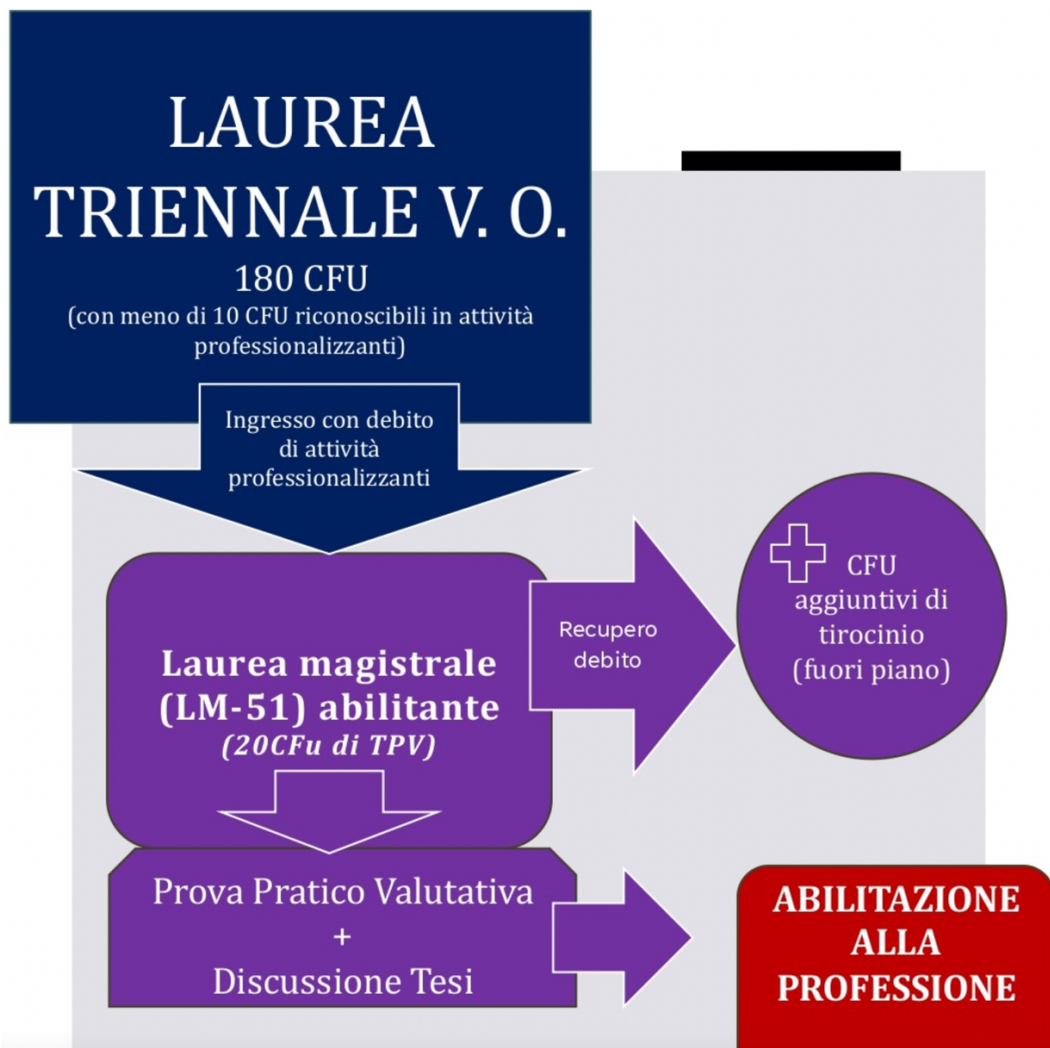 LAUREA
TRIENNALE V. O.
180 CFU
(con meno di 10 CFU riconoscibili in attività
professionalizzanti)
Ingresso con debito
di attività
professionalizzanti
Laurea magistrale
(LM-51) abilitante
(20CFu di TPV)
Recupero
debito
CFU
aggiuntivi di
tirocinio
(fuori piano)
Prova Pratico Valutativa
+
Discussione Tesi
ABILITAZIONE
ALLA
PROFESSIONE